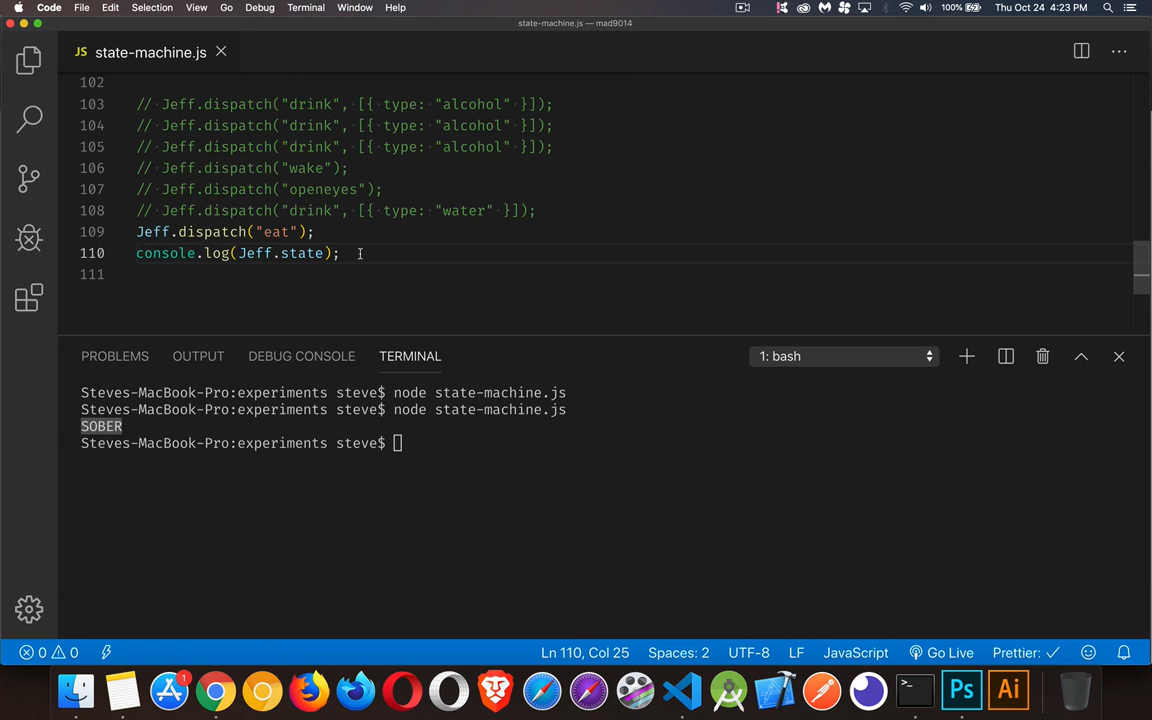 Code File Edit Selection View Go Debug Terminal Window Help 100% Thu Oct 24 4:23 PM
state-machine.js — mad9014
JS state-machine.js
102
103 // Jeff.dispatch("drink", [{ type: "alcohol" }]);
104 // Jeff.dispatch("drink", [{ type: "alcohol" }]);
105 // Jeff.dispatch("drink", [{ type: "alcohol" }]);
106 // Jeff.dispatch("wake");
107 // Jeff.dispatch("openeyes");
108 // Jeff.dispatch("drink", [{ type: "water" }]);
109 Jeff.dispatch("eat");
110 console.log(Jeff.state);
111
PROBLEMS OUTPUT DEBUG CONSOLE TERMINAL 1: bash
Steves-MacBook-Pro:experiments steve$ node state-machine.js
Steves-MacBook-Pro:experiments steve$ node state-machine.js
SOBER
Steves-MacBook-Pro:experiments steve$
0 0 Ln 110, Col 25 Spaces: 2 UTF-8 LF JavaScript Go Live Prettier: ✓
1 >_ Ps Ai